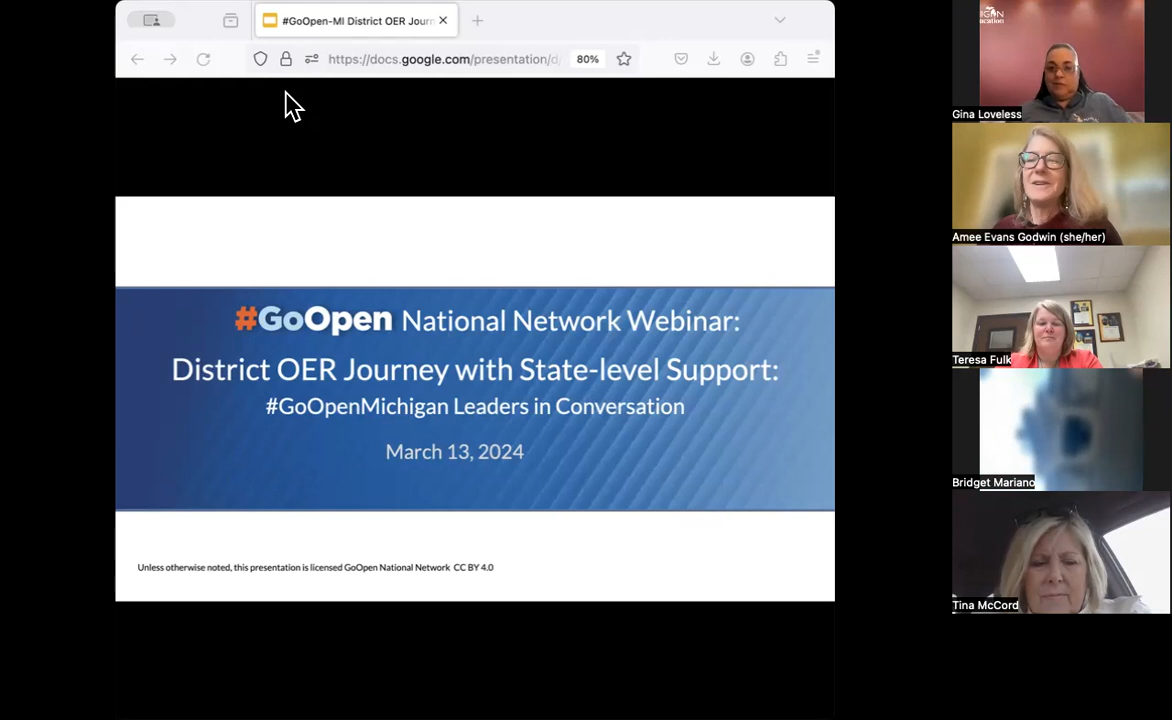 #GoOpen-MI District OER Journ
https://docs.google.com/presentation/d/
80%
#GoOpen National Network Webinar:
District OER Journey with State-level Support:
#GoOpenMichigan Leaders in Conversation
March 13, 2024
Unless otherwise noted, this presentation is licensed GoOpen National Network CC BY 4.0
Gina Loveless
Amee Evans Godwin (she/her)
Teresa Fulk
Bridget Mariano
Tina McCord